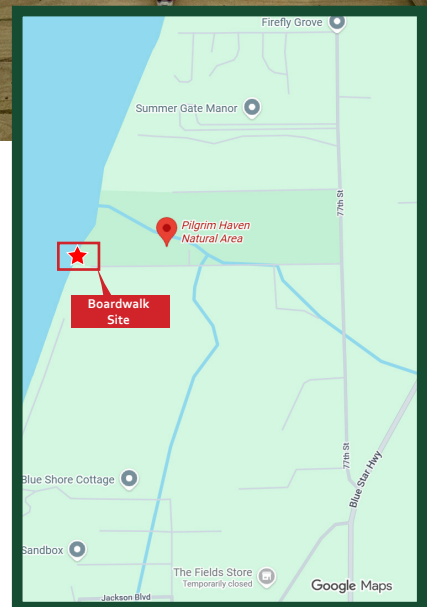 Firefly Grove
Summer Gate Manor
77th St
Pilgrim Haven
Natural Area
Boardwalk
Site
77th St
Blue Star Hwy
Blue Shore Cottage
Sandbox
The Fields Store
Temporarily closed
Google Maps
Jackson Blvd